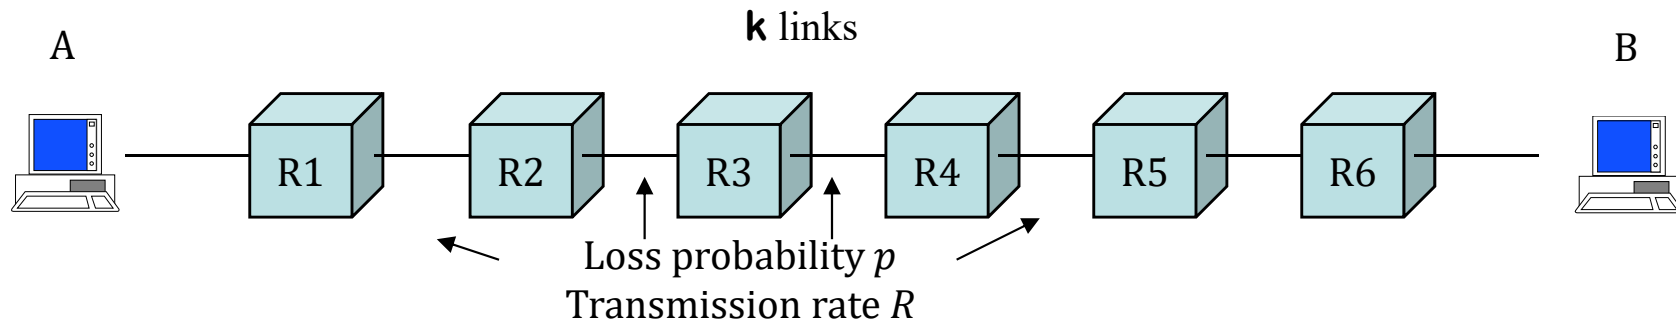 k links
A
B
R1
R2
R3
R4
R5
R6
Loss probability p
Transmission rate R